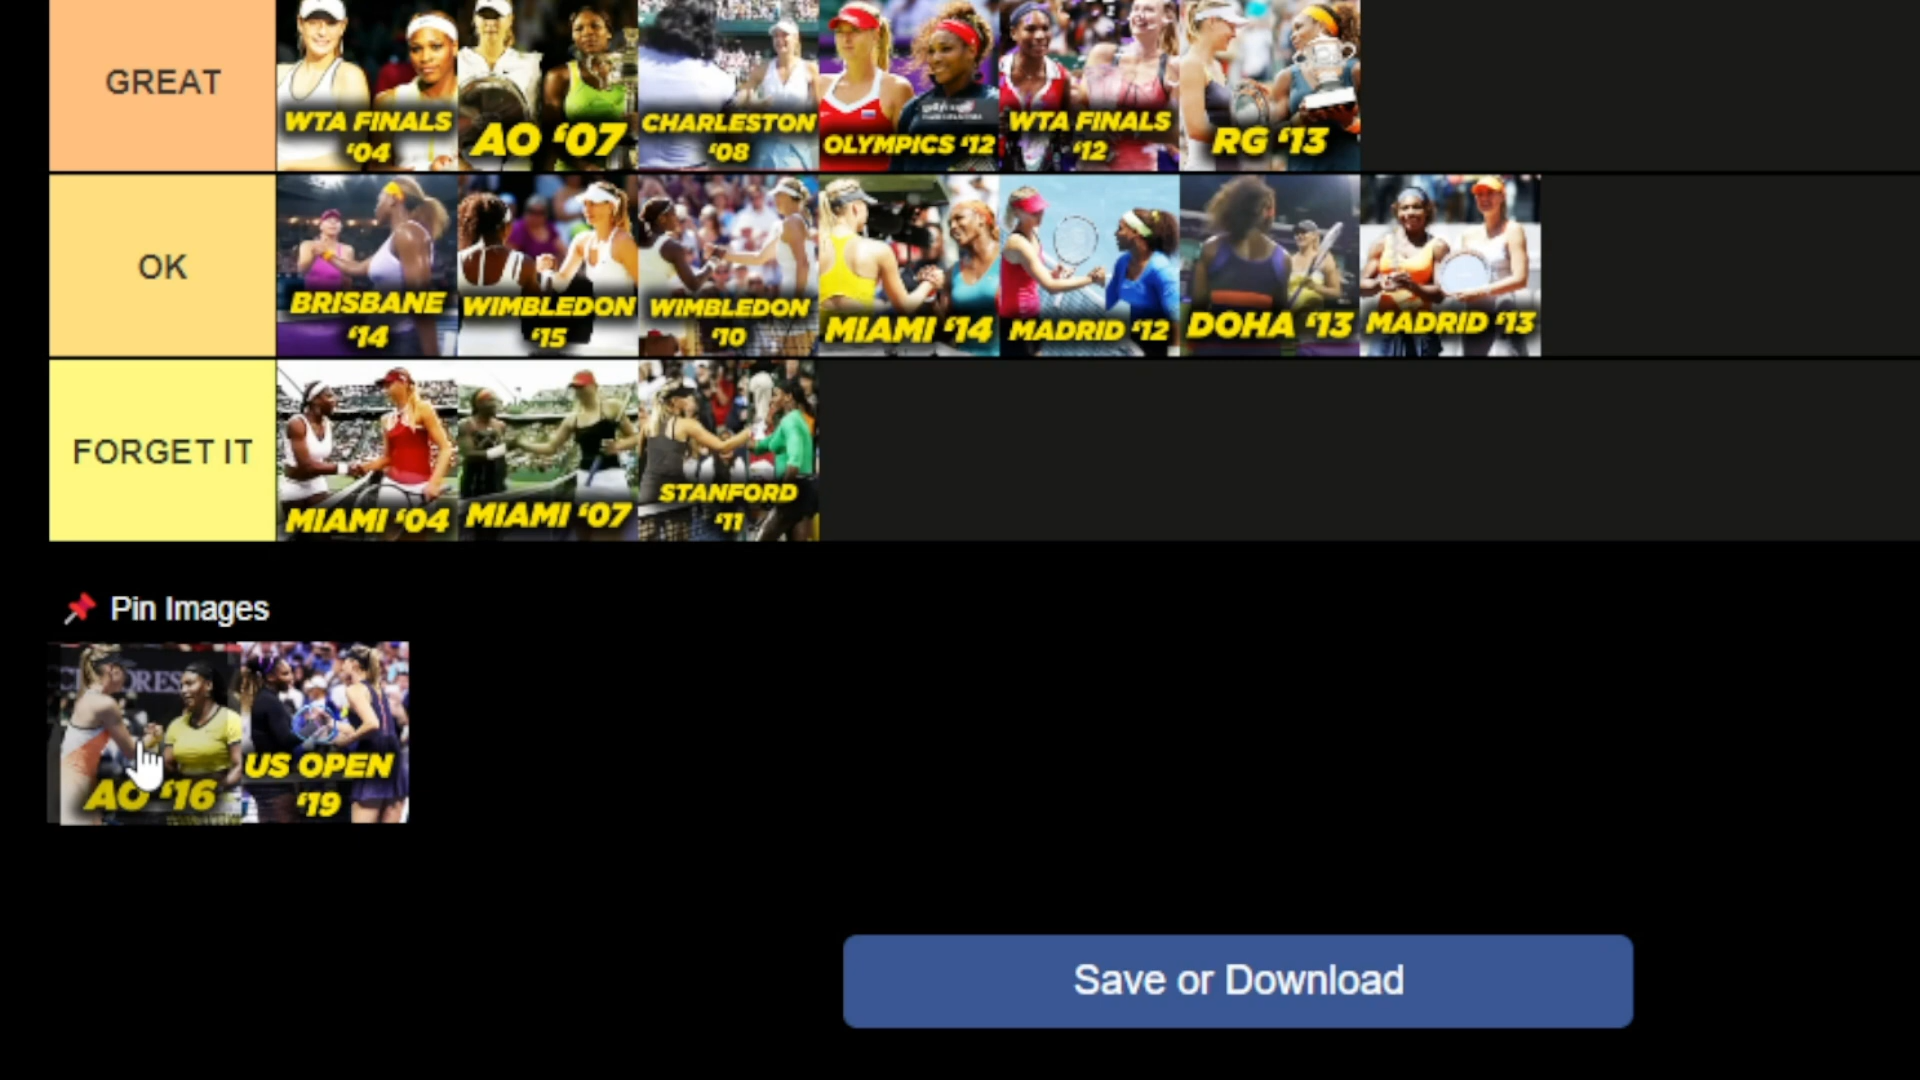 GREAT
WTA FINALS
‘04
AO ‘07
CHARLESTON
‘08
OLYMPICS ‘12
WTA FINALS
‘12
RG ‘13
OK
BRISBANE
‘14
WIMBLEDON
‘15
WIMBLEDON
‘10
MIAMI ‘14
MADRID ‘12
DOHA ‘13
MADRID ‘13
FORGET IT
MIAMI ‘04
MIAMI ‘07
STANFORD
‘11
Pin Images
AO ‘16
US OPEN
‘19
Save or Download